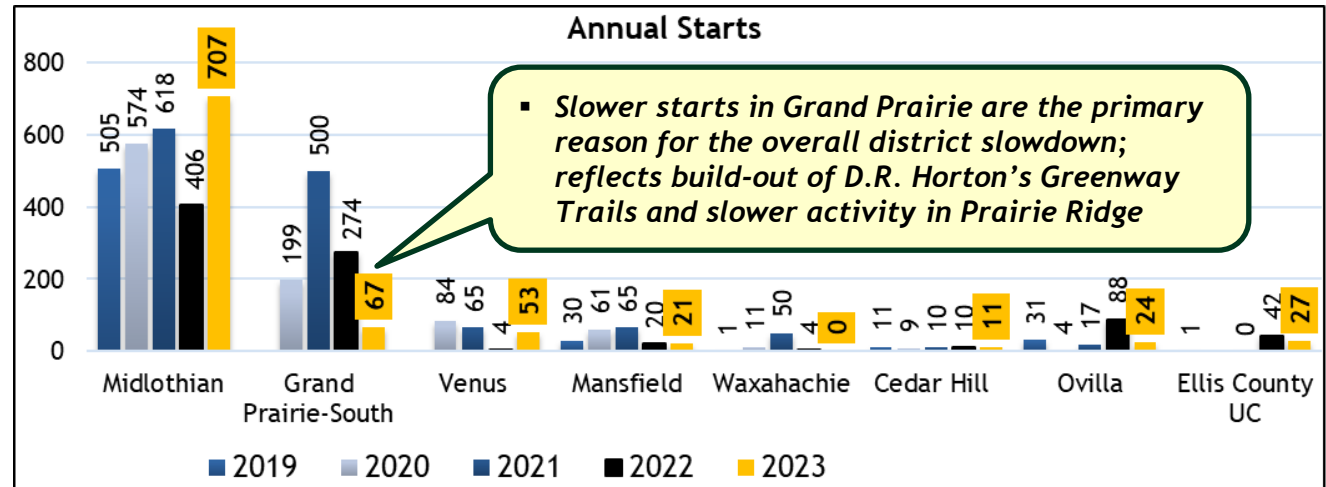 Annual Starts
800
600
400
200
0
505
574
618
406
707
199
500
274
67
84
65
4
53
30
61
65
20
21
1
11
50
4
0
11
9
10
10
11
31
4
17
88
24
1
0
42
27
▪ Slower starts in Grand Prairie are the primary
reason for the overall district slowdown;
reflects build-out of D.R. Horton's Greenway
Trails and slower activity in Prairie Ridge
Midlothian
Grand
Prairie-South
Venus
Mansfield
Waxahachie
Cedar Hill
Ovilla
Ellis County
UC
2019 2020 2021 2022 2023